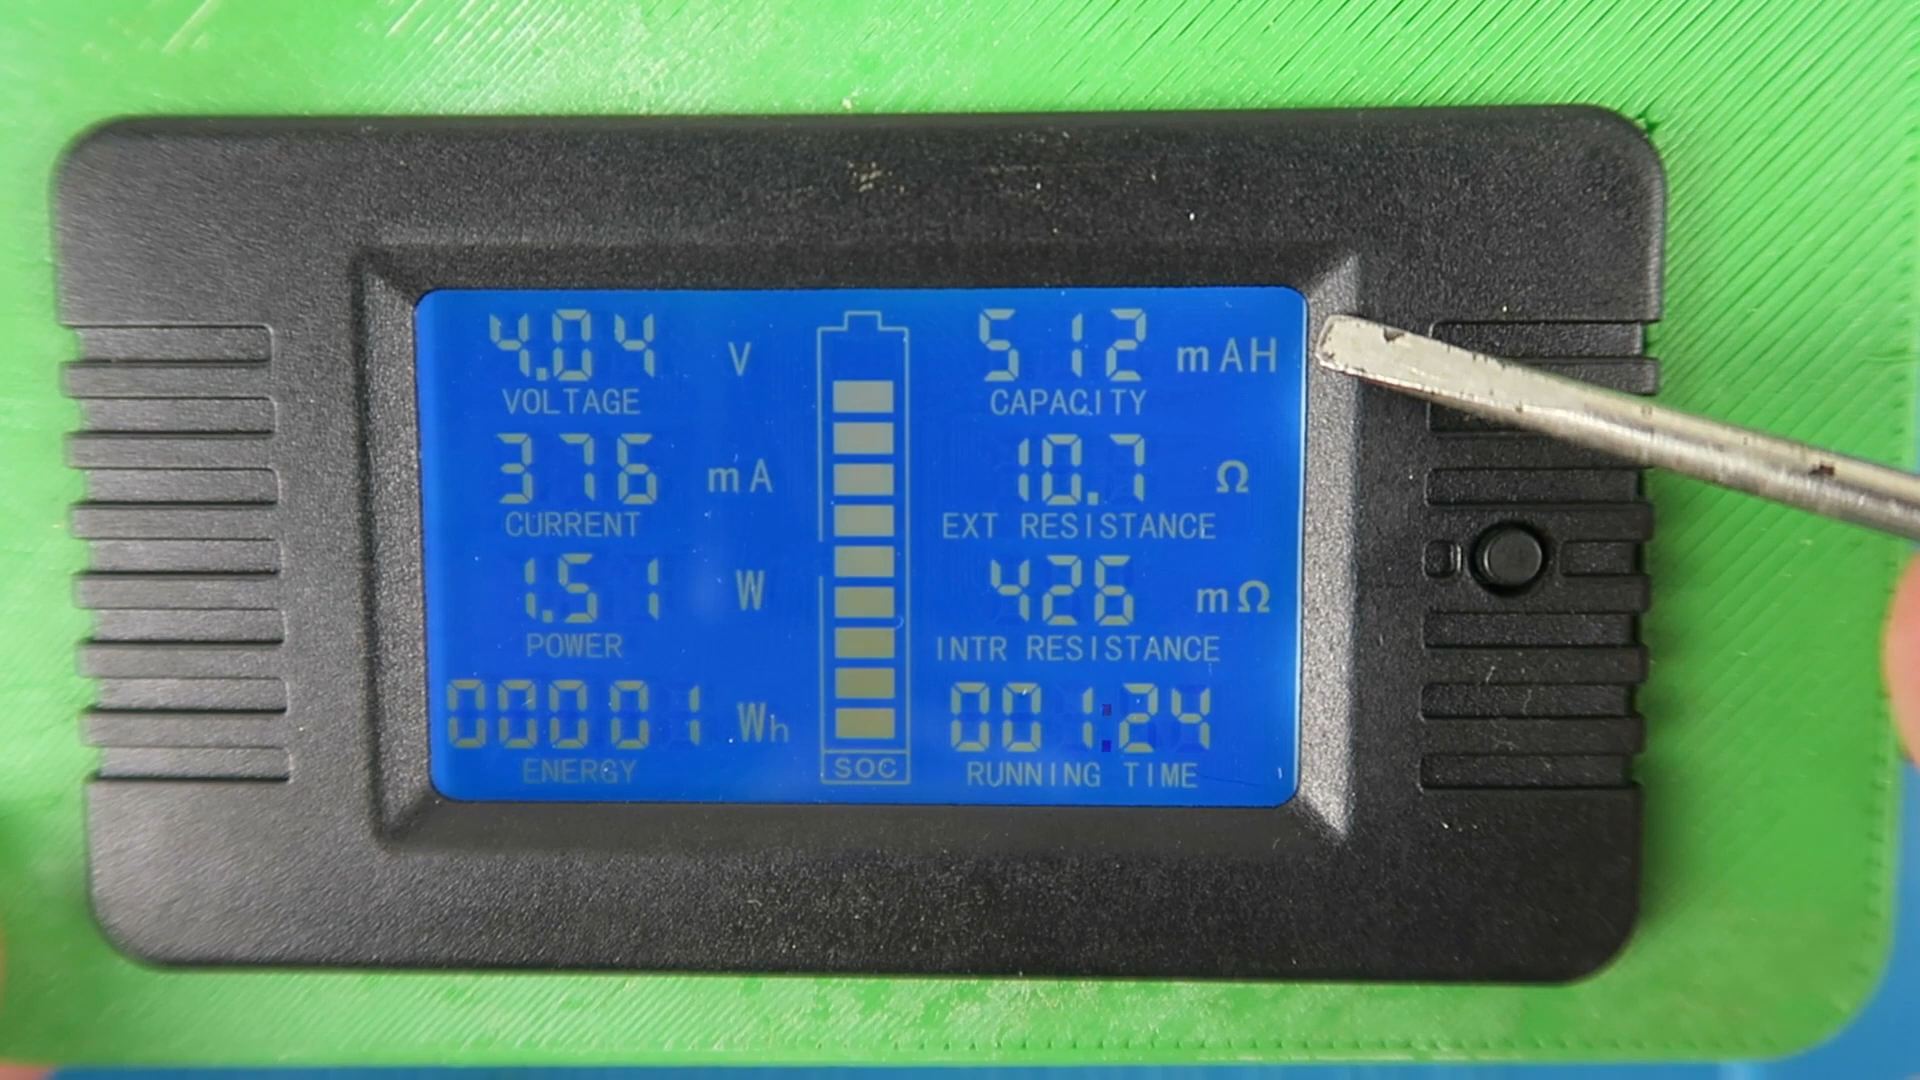 4.04 V
VOLTAGE
376 mA
CURRENT
1.51 W
POWER
00001 Wh
ENERGY
SOC
512 mAH
CAPACITY
10.7 Ω
EXT RESISTANCE
426 mΩ
INTR RESISTANCE
001:24
RUNNING TIME